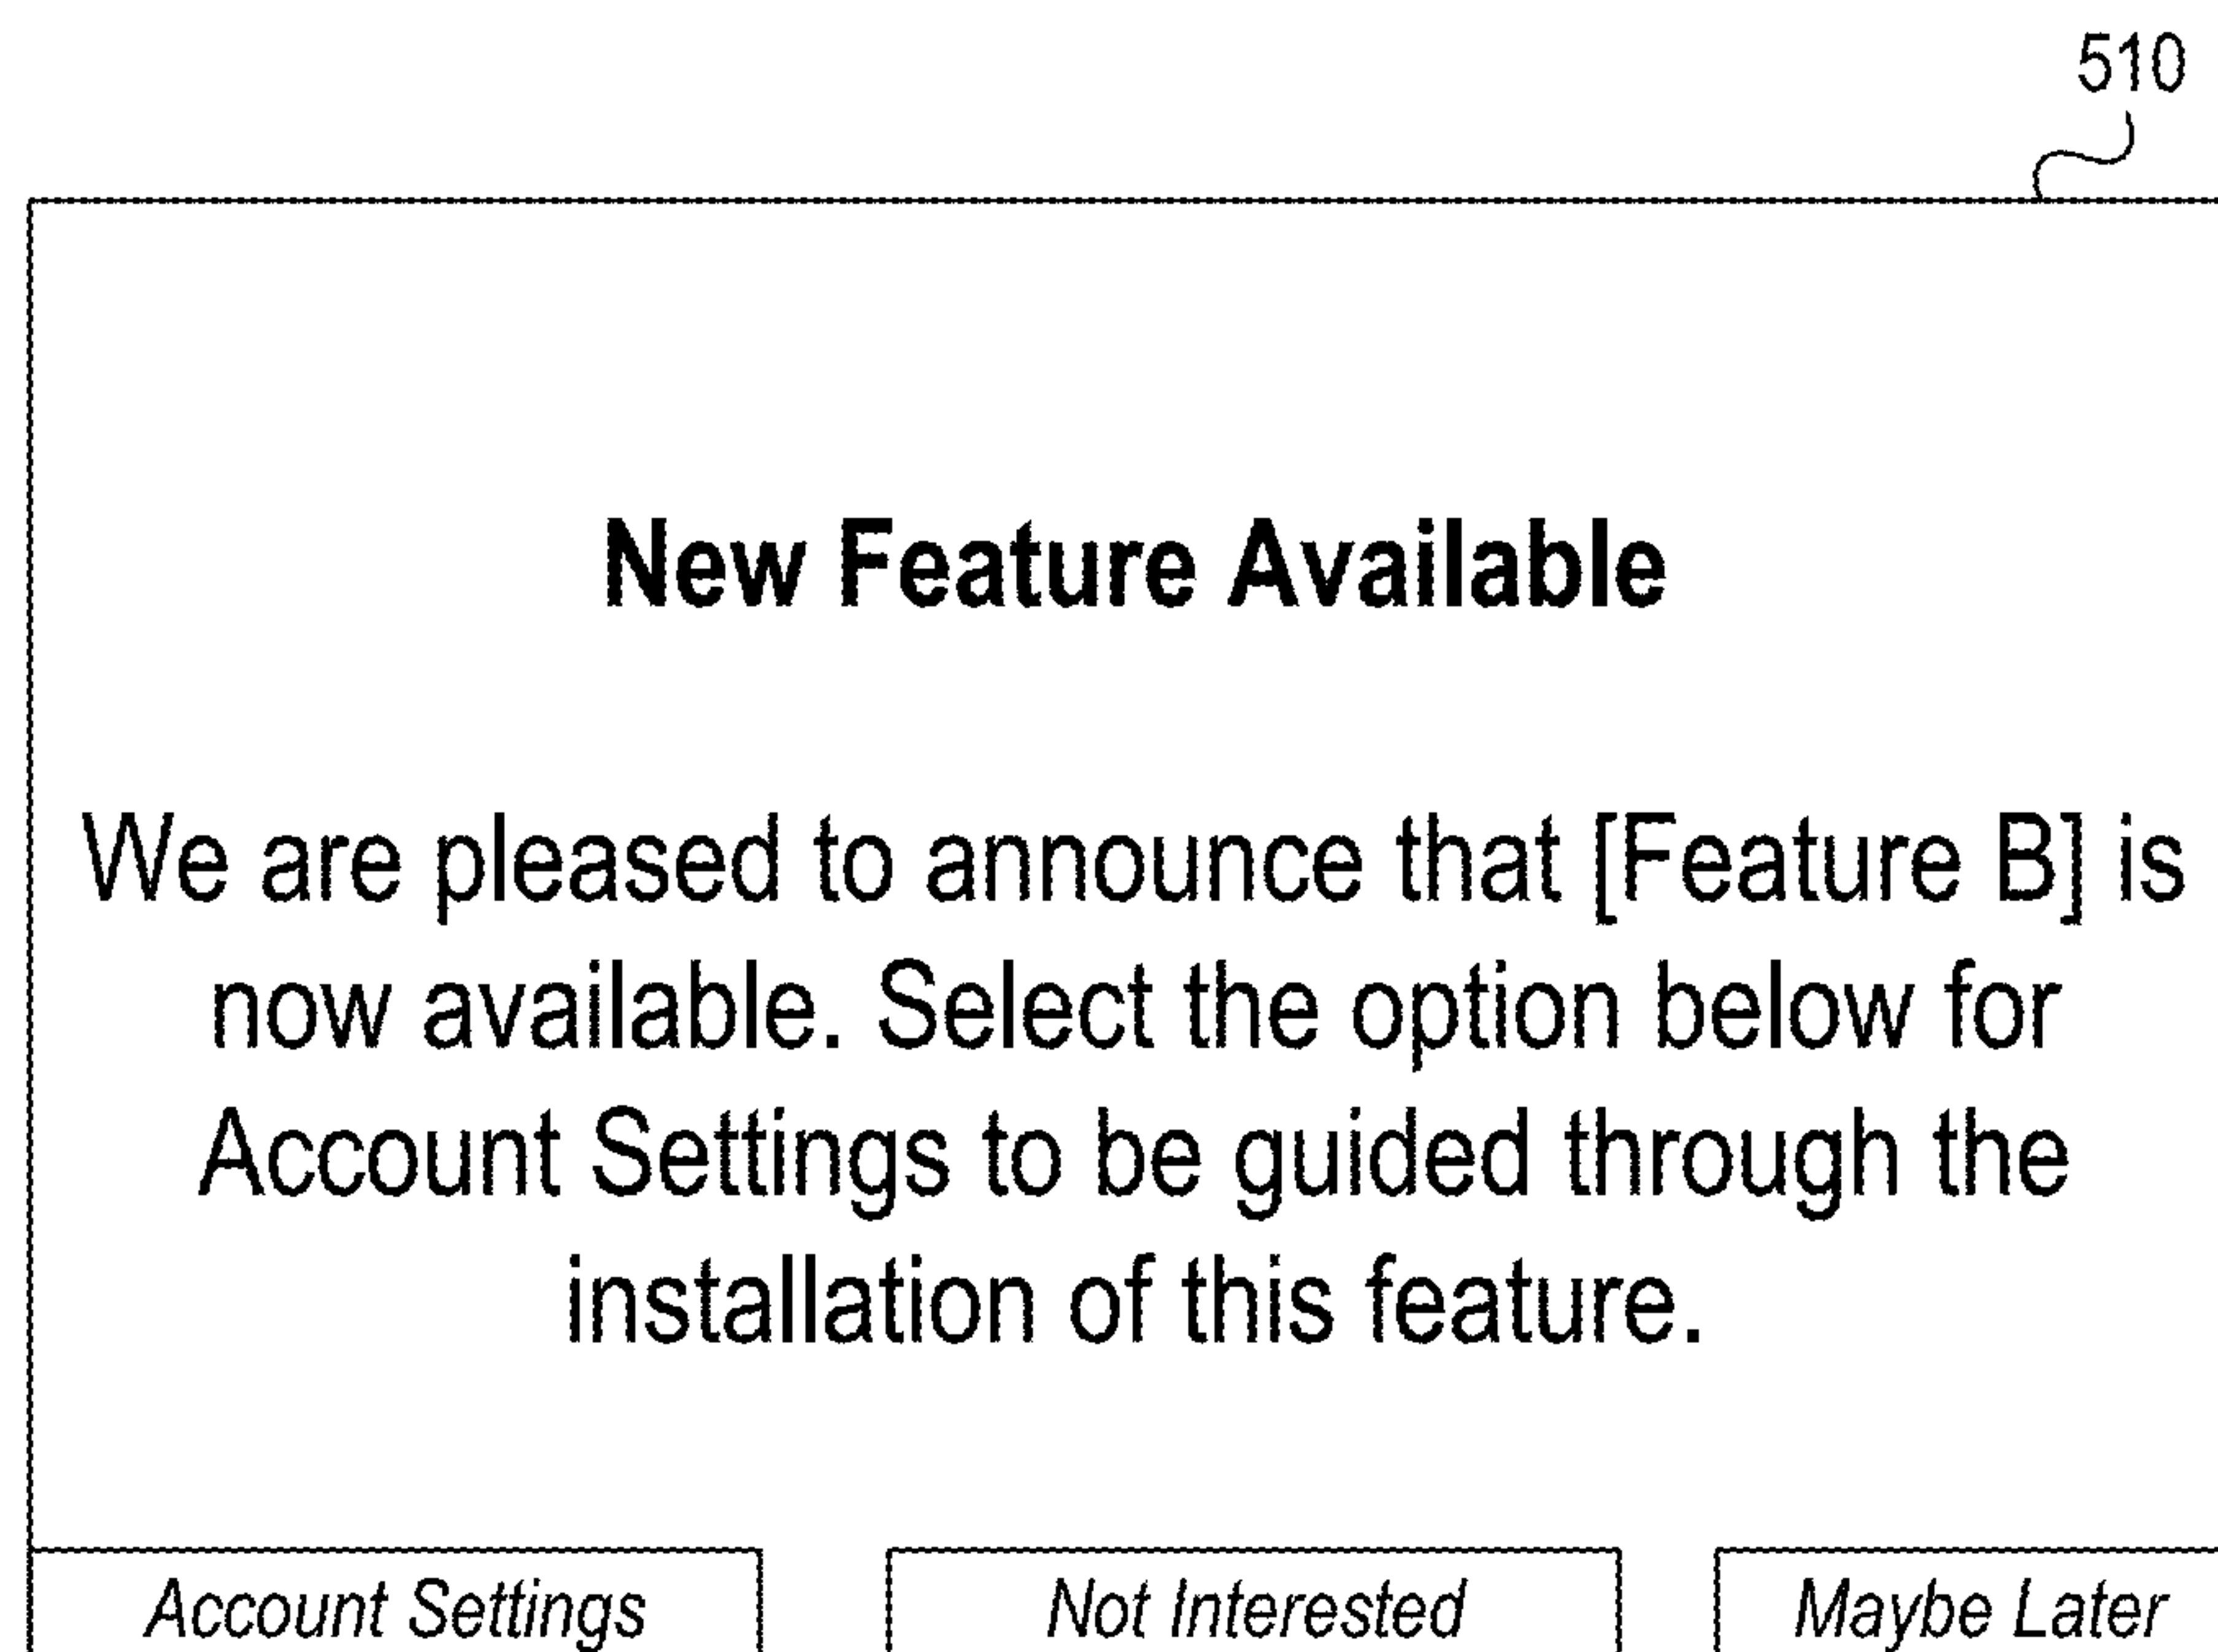 510
New Feature Available
We are pleased to announce that [Feature B] is
now available. Select the option below for
Account Settings to be guided through the
installation of this feature.
Account Settings
Not Interested
Maybe Later